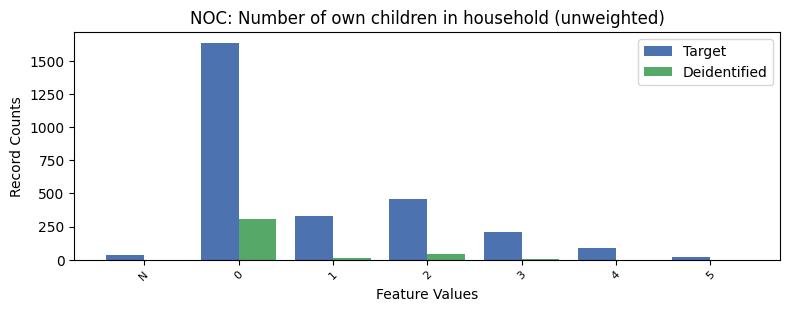 NOC: Number of own children in household (unweighted)
Target
Deidentified
Record Counts
1500
1250
1000
750
500
250
0
N 0 1 2 3 4 5
Feature Values